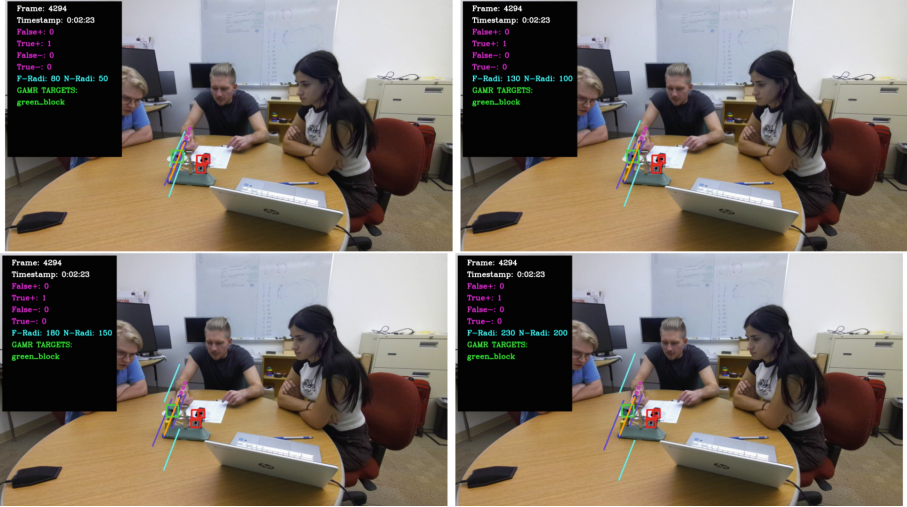 Frame: 4294
Timestamp: 0:02:23
False+: 0
True+: 1
False-: 0
True-: 0
F-Radi: 80 N-Radi: 50
GAMR TARGETS:
green_block
Frame: 4294
Timestamp: 0:02:23
False+: 0
True+: 1
False-: 0
True-: 0
F-Radi: 130 N-Radi: 100
GAMR TARGETS:
green_block
Frame: 4294
Timestamp: 0:02:23
False+: 0
True+: 1
False-: 0
True-: 0
F-Radi: 180 N-Radi: 150
GAMR TARGETS:
green_block
Frame: 4294
Timestamp: 0:02:23
False+: 0
True+: 1
False-: 0
True-: 0
F-Radi: 230 N-Radi: 200
GAMR TARGETS:
green_block